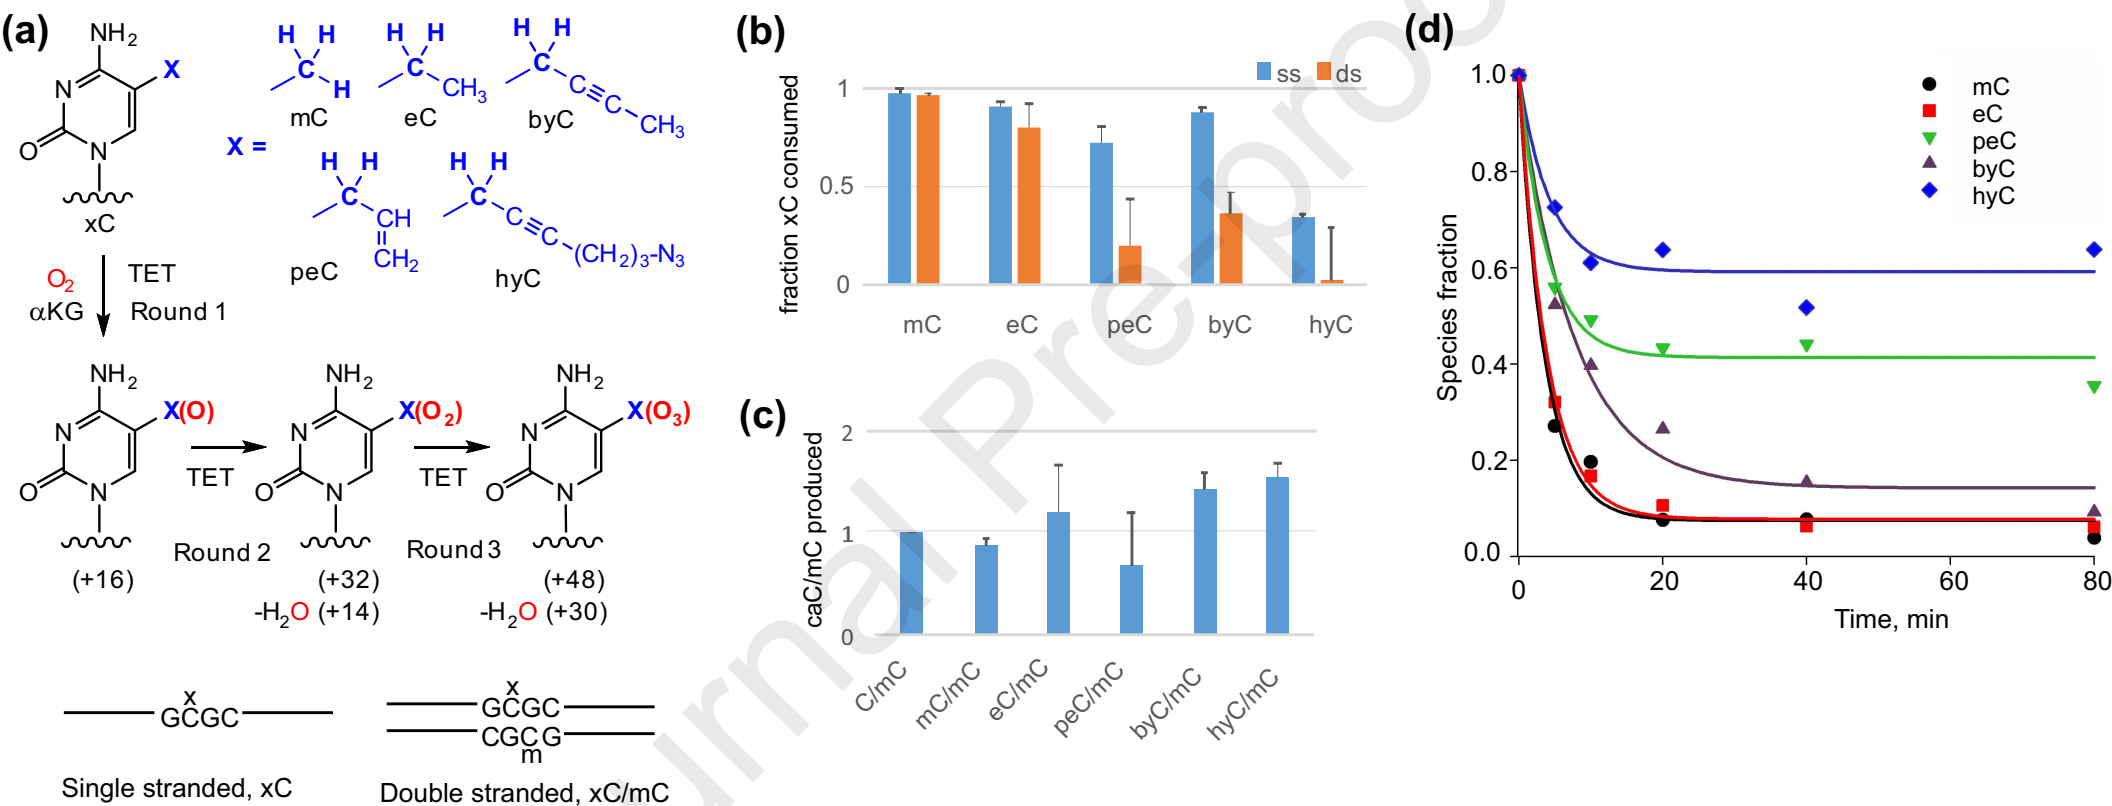 (a)
NH2
N
X
O
N
xC
X =
H H
C
H
mC
H H
C
CH3
eC
H H
C
C≡C
CH3
byC
H H
C
CH
CH2
peC
H H
C
C≡C
(CH2)3-N3
hyC
O2
αKG
TET
Round 1
NH2
N
X(O)
O
N
(+16)
TET
Round 2
NH2
N
X(O2)
O
N
(+32)
-H2O (+14)
TET
Round 3
NH2
N
X(O3)
O
N
(+48)
-H2O (+30)
x
GCGC
Single stranded, xC
x
GCGC
CGCG
m
Double stranded, xC/mC
(b)
fraction xC consumed
ss ds
1
0.5
0
mC eC peC byC hyC
(c)
caC/mC produced
2
1
0
C/mC mC/mC eC/mC peC/mC byC/mC hyC/mC
(d)
Species fraction
1.0
0.8
0.6
0.4
0.2
0.0
mC
eC
peC
byC
hyC
0 20 40 60 80
Time, min
urnal Pre-proo